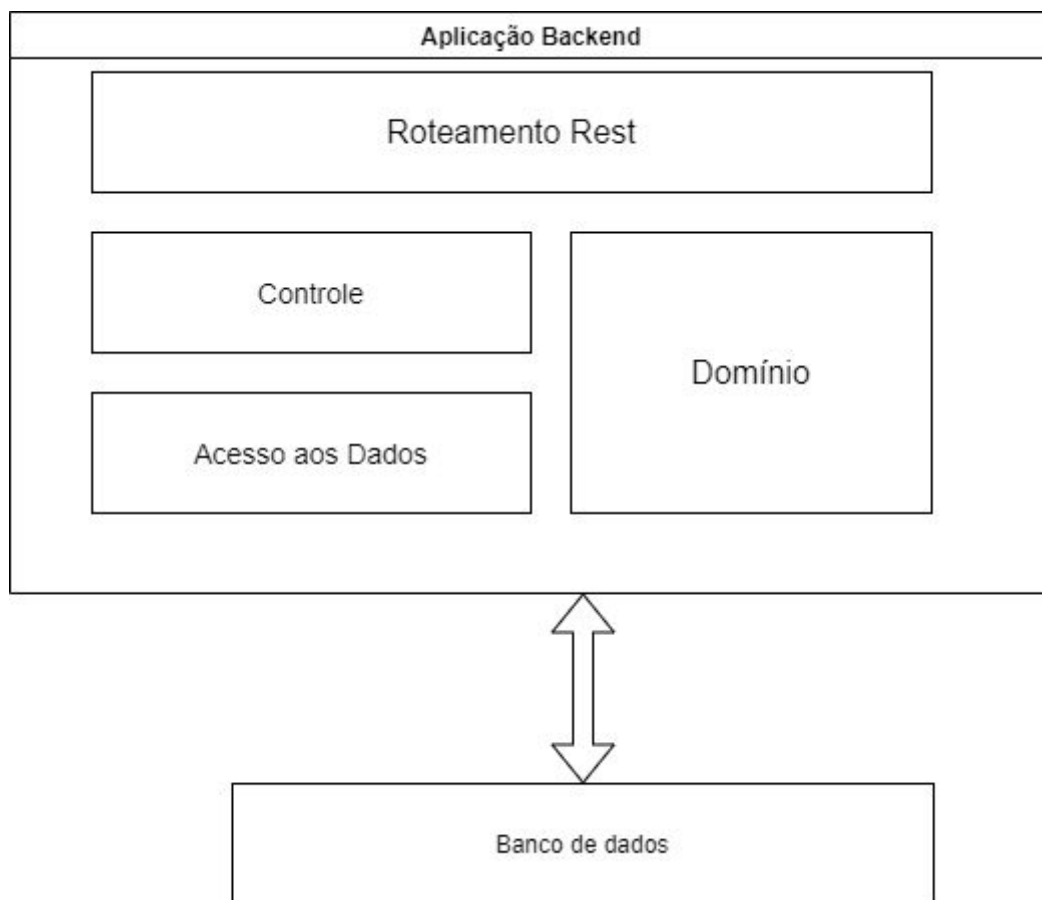 Aplicação Backend
Roteamento Rest
Controle
Domínio
Acesso aos Dados
Banco de dados